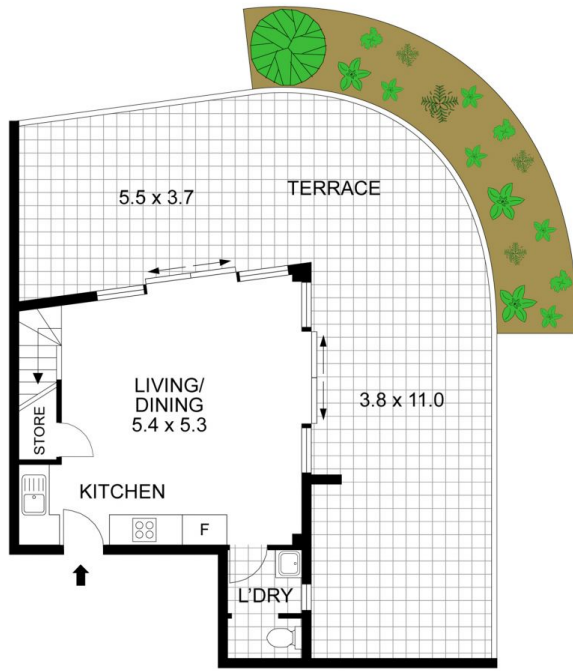 5.5 x 3.7
TERRACE
LIVING/
DINING
5.4 x 5.3
3.8 x 11.0
STORE
KITCHEN
F
L'DRY